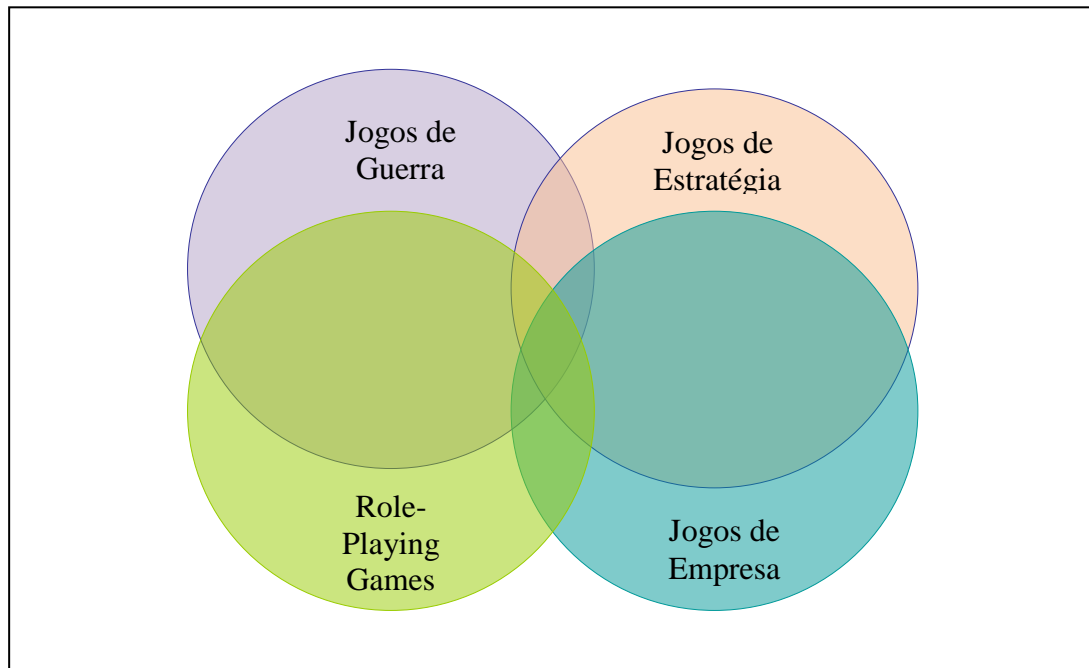 Jogos de
Guerra
Jogos de
Estratégia
Role-
Playing
Games
Jogos de
Empresa